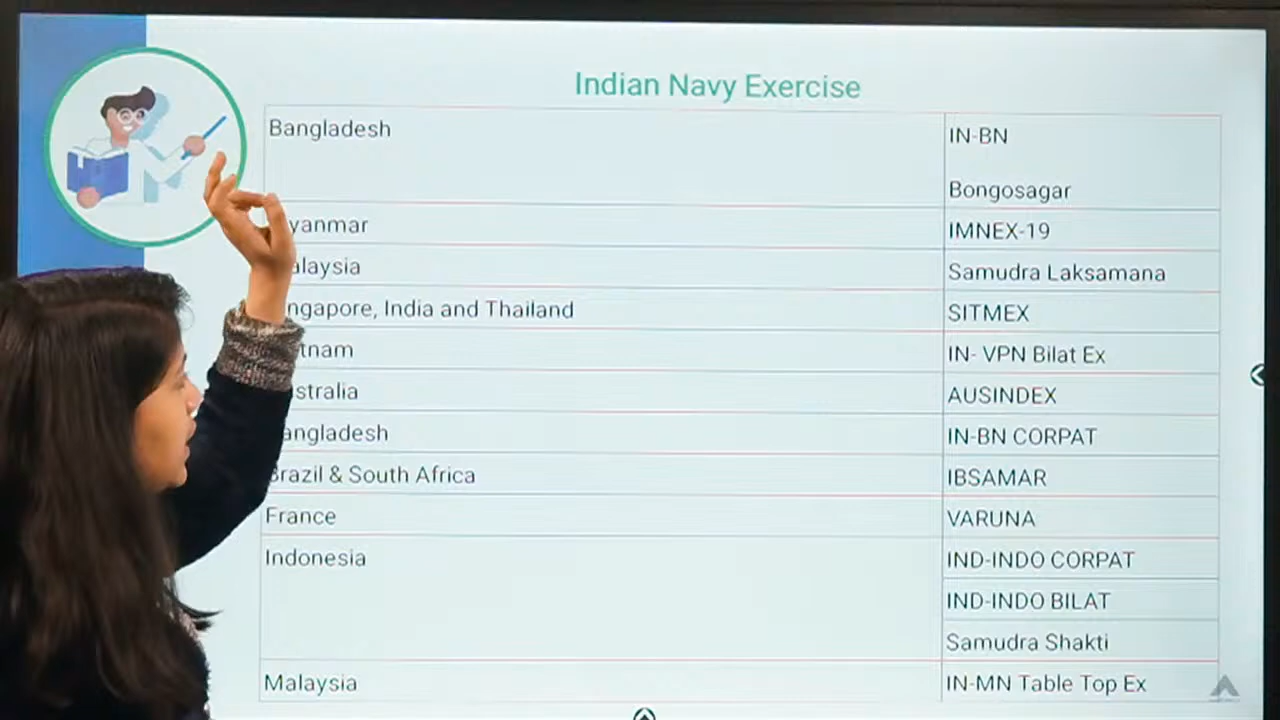 Indian Navy Exercise
Bangladesh IN-BN
Bongosagar
yanmar IMNEX-19
alaysia Samudra Laksamana
ngapore, India and Thailand SITMEX
tnam IN- VPN Bilat Ex
stralia AUSINDEX
angladesh IN-BN CORPAT
Brazil & South Africa IBSAMAR
France VARUNA
Indonesia IND-INDO CORPAT
IND-INDO BILAT
Samudra Shakti
Malaysia IN-MN Table Top Ex